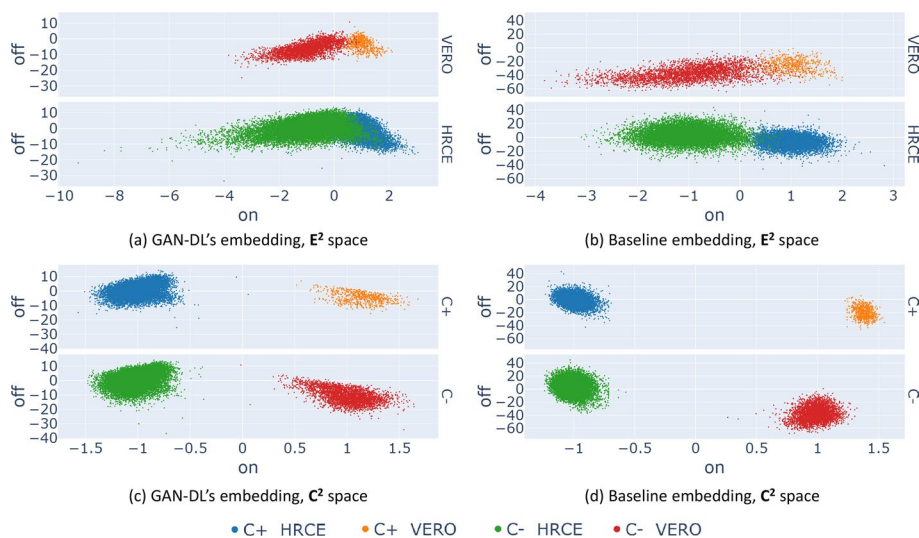 10
0
−10
−20
−30
off
VERO
10
0
−10
−20
−30
off
HRCE
−10 −8 −6 −4 −2 0 2
on
(a) GAN-DL's embedding, E² space
40
20
0
−20
−40
−60
off
VERO
40
20
0
−20
−40
−60
off
HRCE
−4 −3 −2 −1 0 1 2 3
on
(b) Baseline embedding, E² space
10
0
−10
−20
−30
−40
off
C+
10
0
−10
−20
−30
−40
off
C-
−1.5 −1 −0.5 0 0.5 1 1.5
on
(c) GAN-DL's embedding, C² space
40
20
0
−20
−40
−60
off
C+
40
20
0
−20
−40
−60
off
C-
−1 −0.5 0 0.5 1 1.5
on
(d) Baseline embedding, C² space
C+ HRCE C+ VERO C- HRCE C- VERO